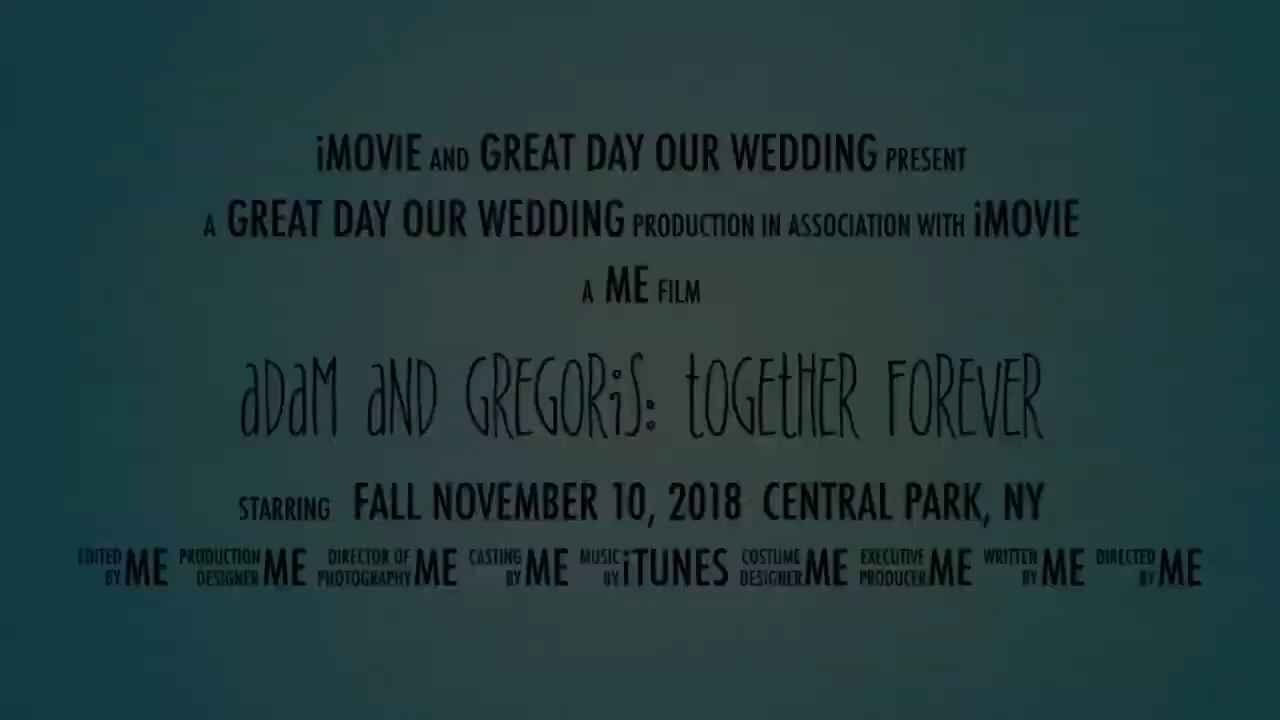 iMOVIE AND GREAT DAY OUR WEDDING PRESENT
A GREAT DAY OUR WEDDING PRODUCTION IN ASSOCIATION WITH iMOVIE
A ME FILM
aDaM aND GREGORiS: toGEtHER FOREVER
STARRING FALL NOVEMBER 10, 2018 CENTRAL PARK, NY
EDITED BY ME PRODUCTION DESIGNER ME DIRECTOR OF PHOTOGRAPHY ME CASTING BY ME MUSIC BY iTUNES COSTUME DESIGNER ME EXECUTIVE PRODUCER ME WRITTEN BY ME DIRECTED BY ME